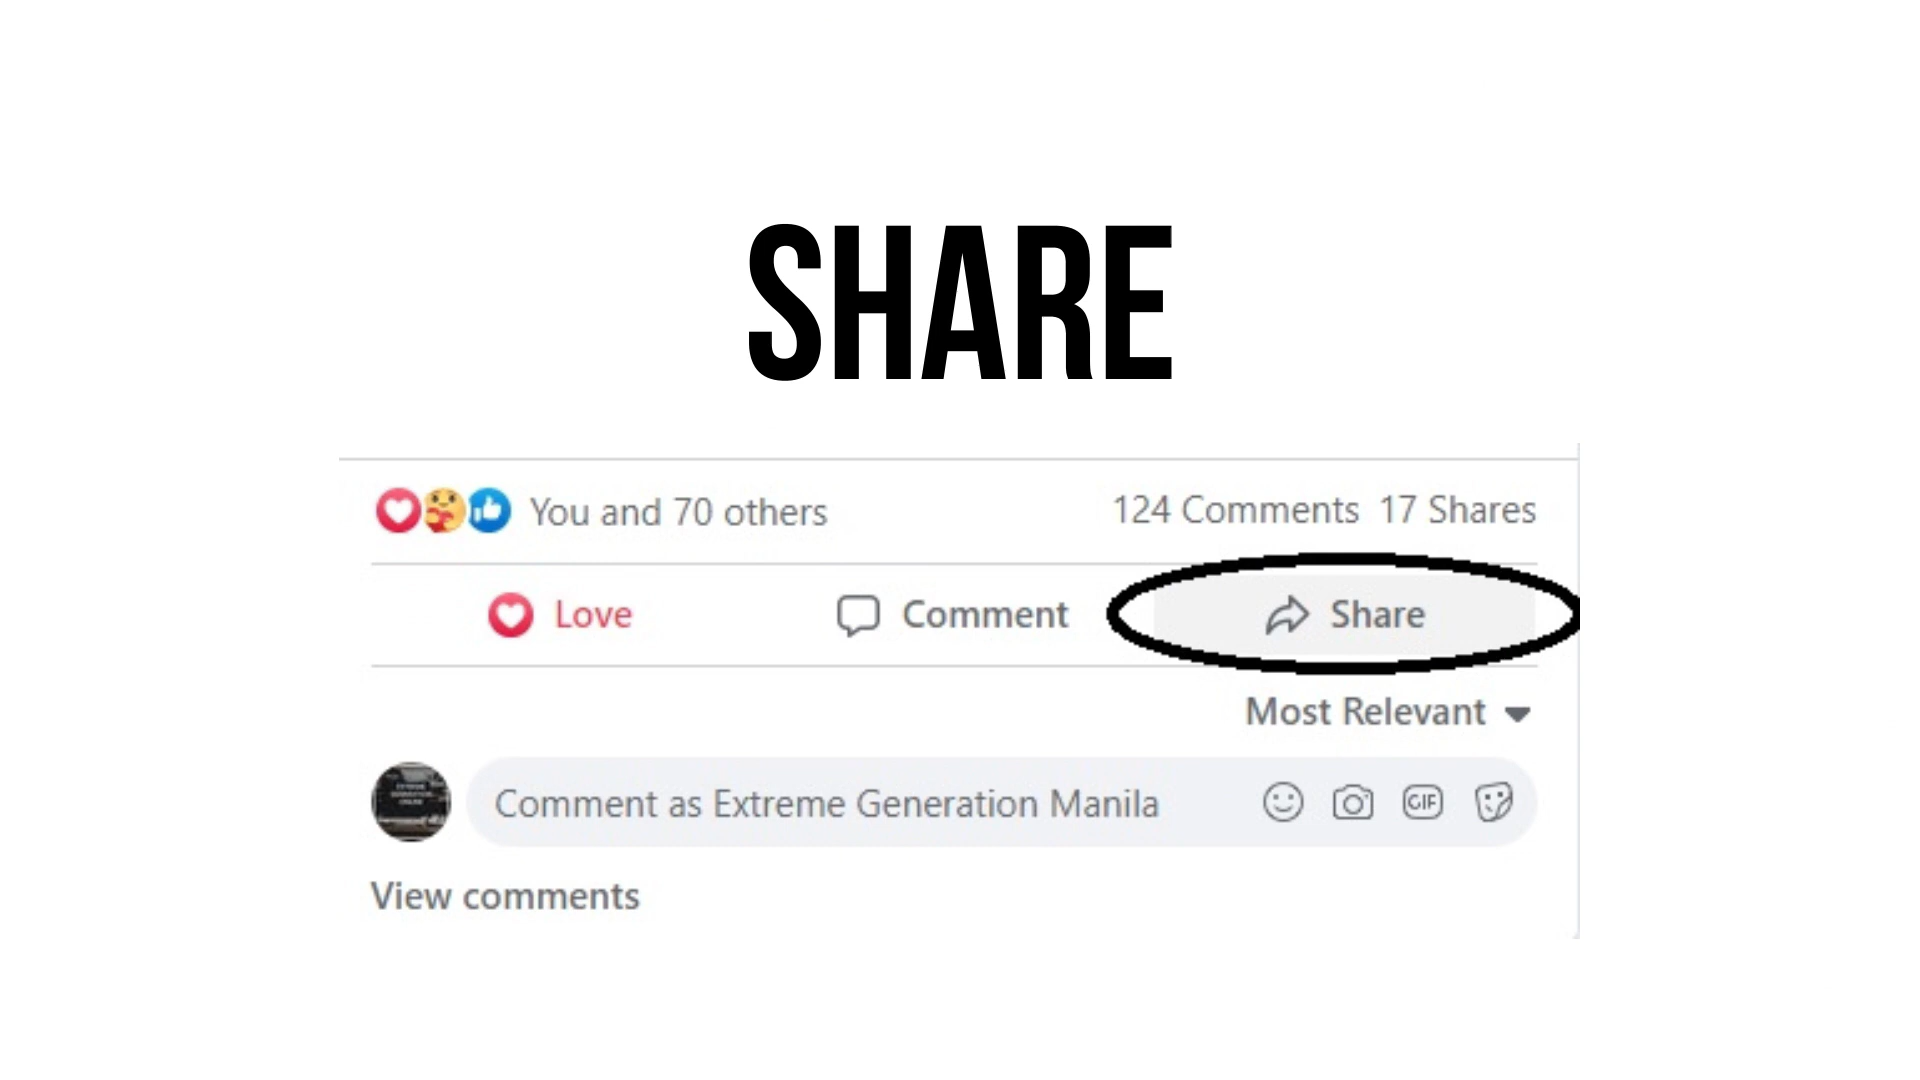 SHARE
You and 70 others
124 Comments 17 Shares
Love
Comment
Share
Most Relevant
Comment as Extreme Generation Manila
GIF
View comments